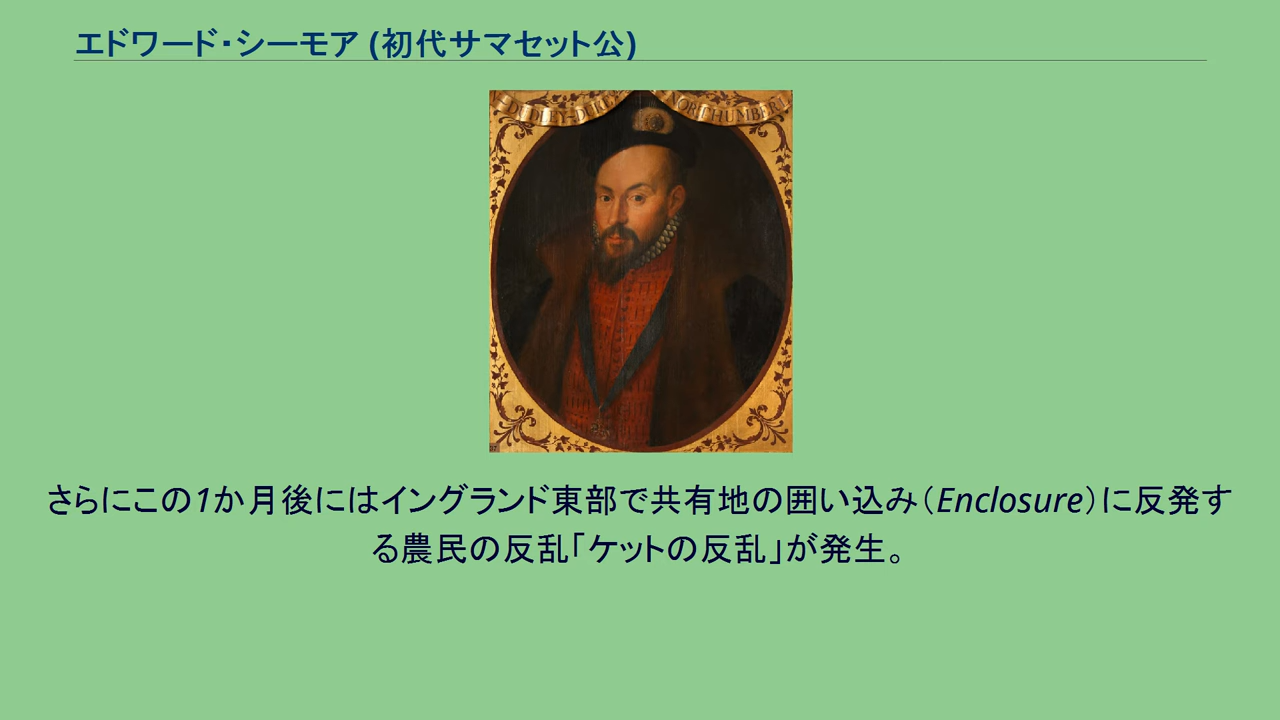 エドワード・シーモア (初代サマセット公)
DUDLEY-DUKE NORTHUMBERL
さらにこの1か月後にはイングランド東部で共有地の囲い込み（Enclosure）に反発す
る農民の反乱「ケットの反乱」が発生。